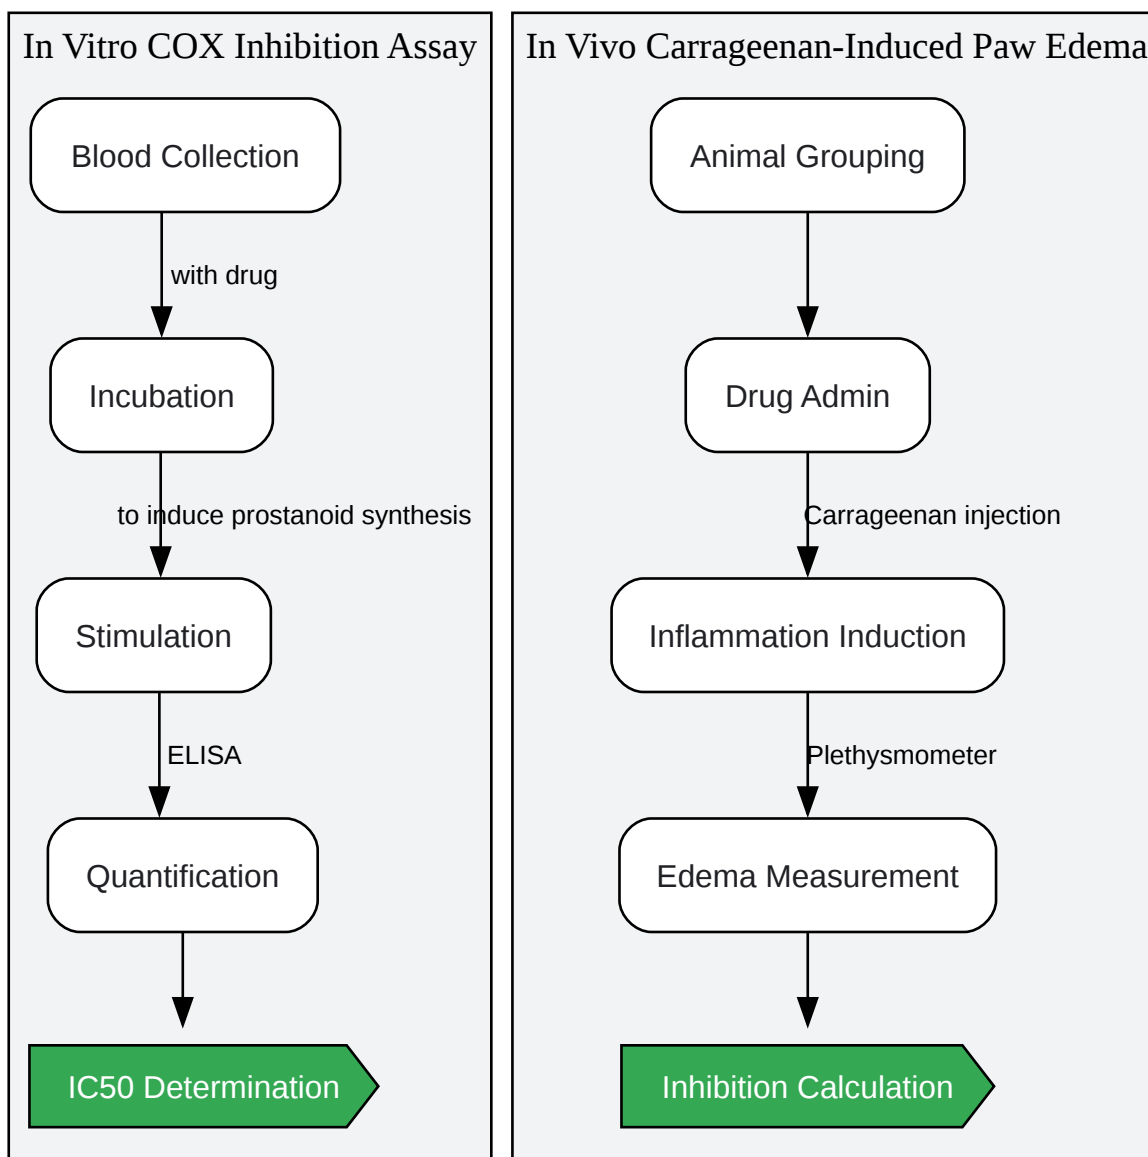 In Vitro COX Inhibition Assay
Blood Collection
with drug
Incubation
to induce prostanoid synthesis
Stimulation
ELISA
Quantification
IC50 Determination
In Vivo Carrageenan-Induced Paw Edema
Animal Grouping
Drug Admin
Carrageenan injection
Inflammation Induction
Plethysmometer
Edema Measurement
Inhibition Calculation